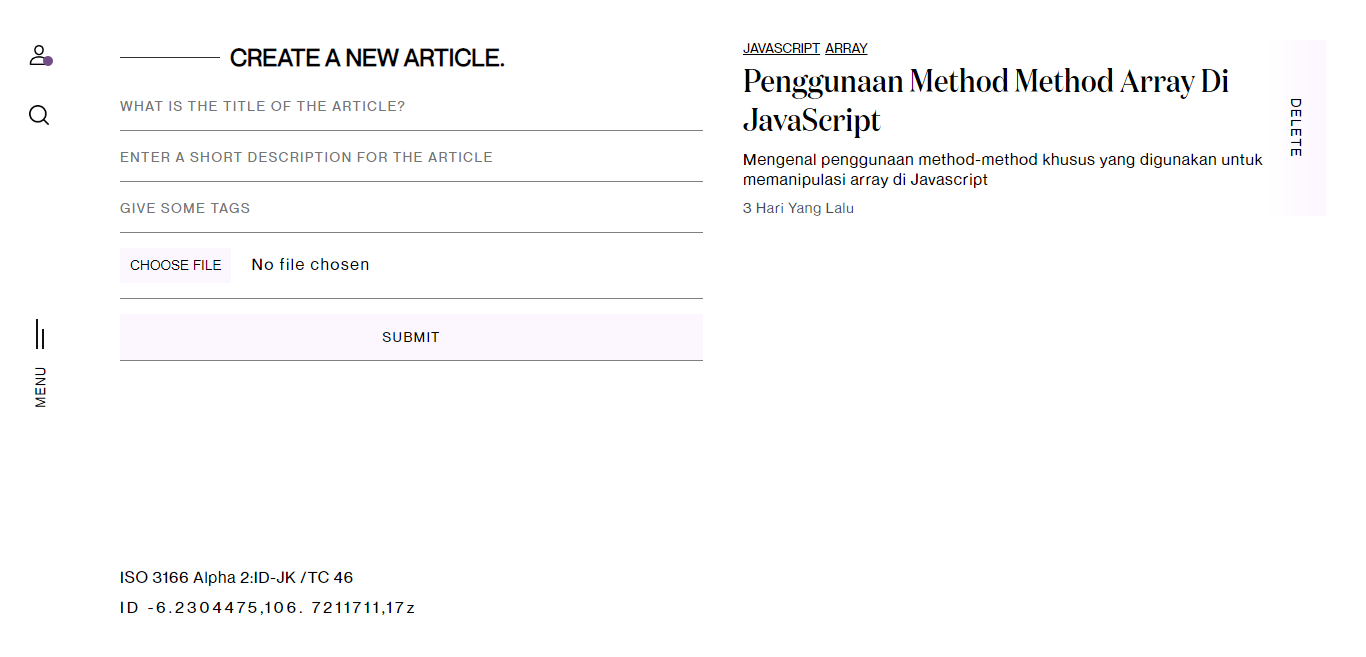 CREATE A NEW ARTICLE.
WHAT IS THE TITLE OF THE ARTICLE?
ENTER A SHORT DESCRIPTION FOR THE ARTICLE
GIVE SOME TAGS
CHOOSE FILE No file chosen
SUBMIT
MENU
ISO 3166 Alpha 2:ID-JK / TC 46
ID -6.2304475,106. 7211711,17z
JAVASCRIPT ARRAY
Penggunaan Method Method Array Di
JavaScript
Mengenal penggunaan method-method khusus yang digunakan untuk
memanipulasi array di Javascript
3 Hari Yang Lalu
DELETE